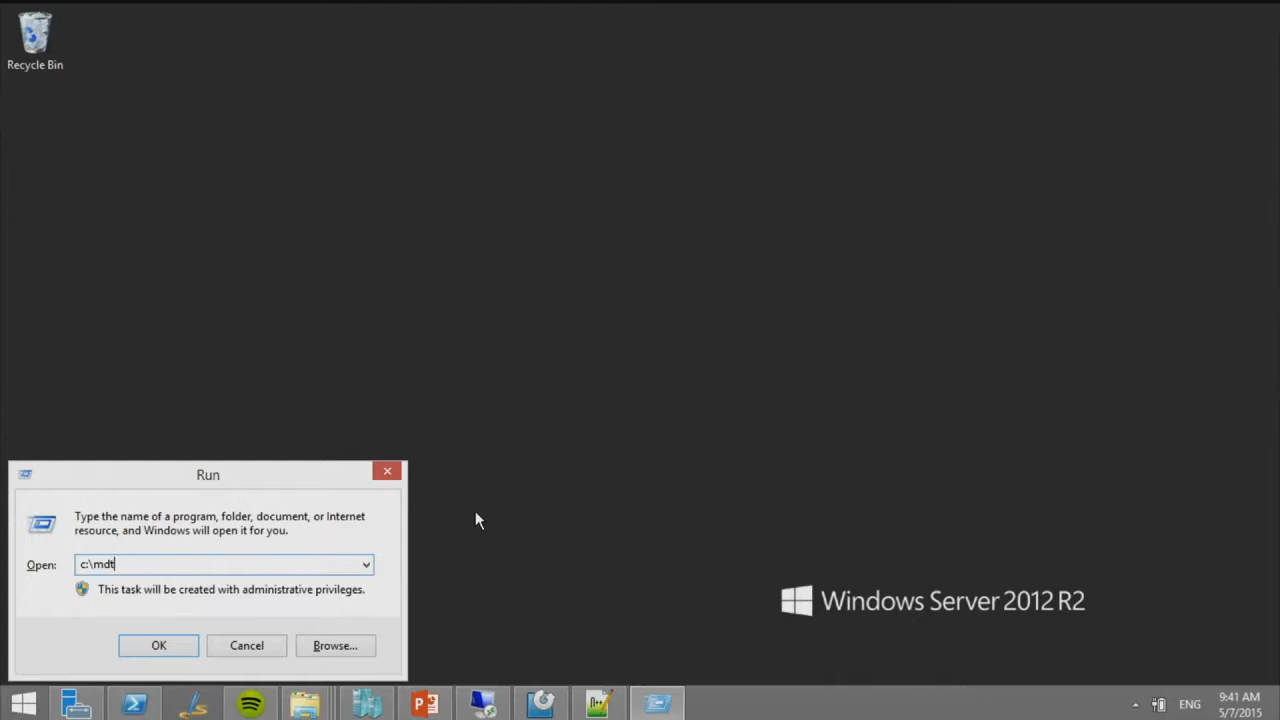 Recycle Bin
Run
Type the name of a program, folder, document, or Internet
resource, and Windows will open it for you.
Open:
c:\mdt
This task will be created with administrative privileges.
OK
Cancel
Browse...
Windows Server 2012 R2
ENG
9:41 AM
5/7/2015